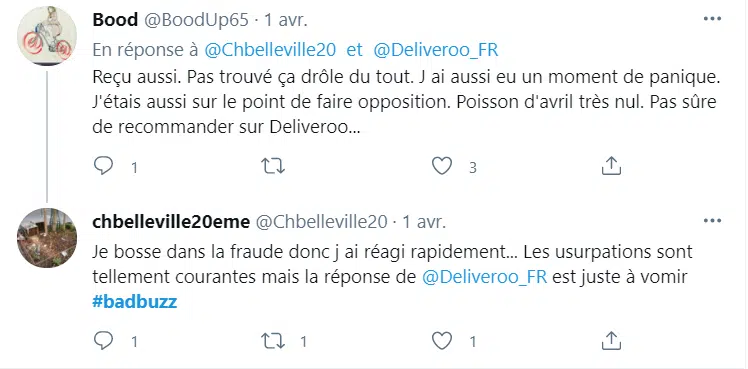 Bood @BoodUp65 · 1 avr.
En réponse à @Chbelleville20 et @Deliveroo_FR
Reçu aussi. Pas trouvé ça drôle du tout. J ai aussi eu un moment de panique.
J'étais aussi sur le point de faire opposition. Poisson d'avril très nul. Pas sûre
de recommander sur Deliveroo...
1 3
chbelleville20eme @Chbelleville20 · 1 avr.
Je bosse dans la fraude donc j ai réagi rapidement... Les usurpations sont
tellement courantes mais la réponse de @Deliveroo_FR est juste à vomir
#badbuzz
1 1 1